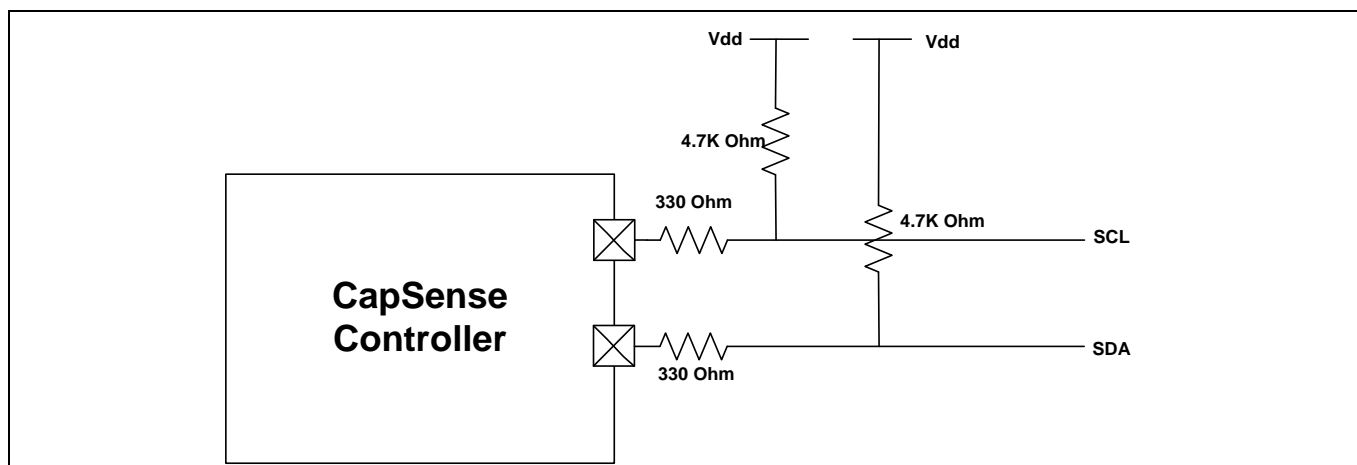 Vdd
Vdd
4.7K Ohm
330 Ohm
4.7K Ohm
SCL
CapSense
Controller
SDA
330 Ohm